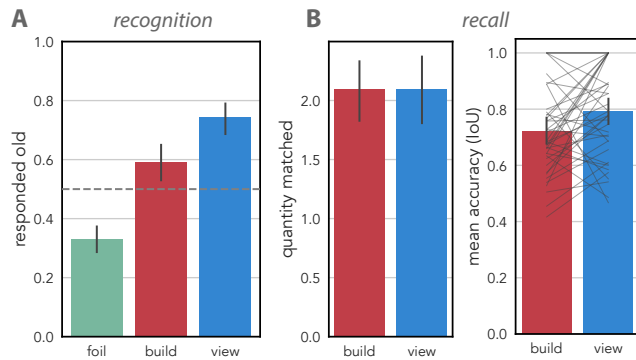 A recognition
1.0
0.8
0.6
0.4
0.2
0.0
responded old
foil build view
B recall
2.0
1.5
1.0
0.5
0.0
quantity matched
build view
1.0
0.8
0.6
0.4
0.2
0.0
mean accuracy (IoU)
build view